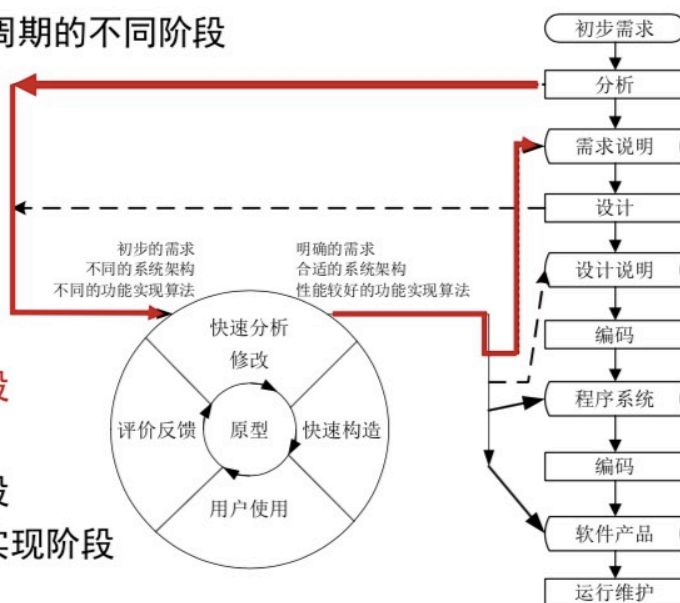 周期的不同阶段
初步需求
分析
需求说明
设计
设计说明
编码
程序系统
编码
软件产品
运行维护
初步的需求
不同的系统架构
不同的功能实现算法
明确的需求
合适的系统架构
性能较好的功能实现算法
快速分析
修改
评价反馈
原型
快速构造
用户使用
段
段
实现阶段